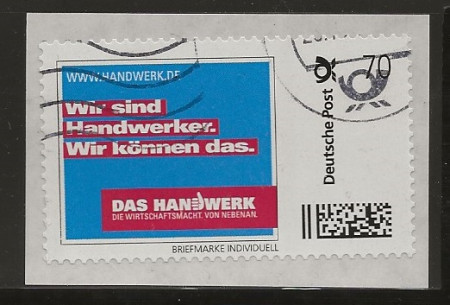 WWW.HANDWERK.DE
Wir sind
Handwerker.
Wir können das.
DAS HANDWERK
DIE WIRTSCHAFTSMACHT. VON NEBENAN.
BRIEFMARKE INDIVIDUELL
Deutsche Post
70